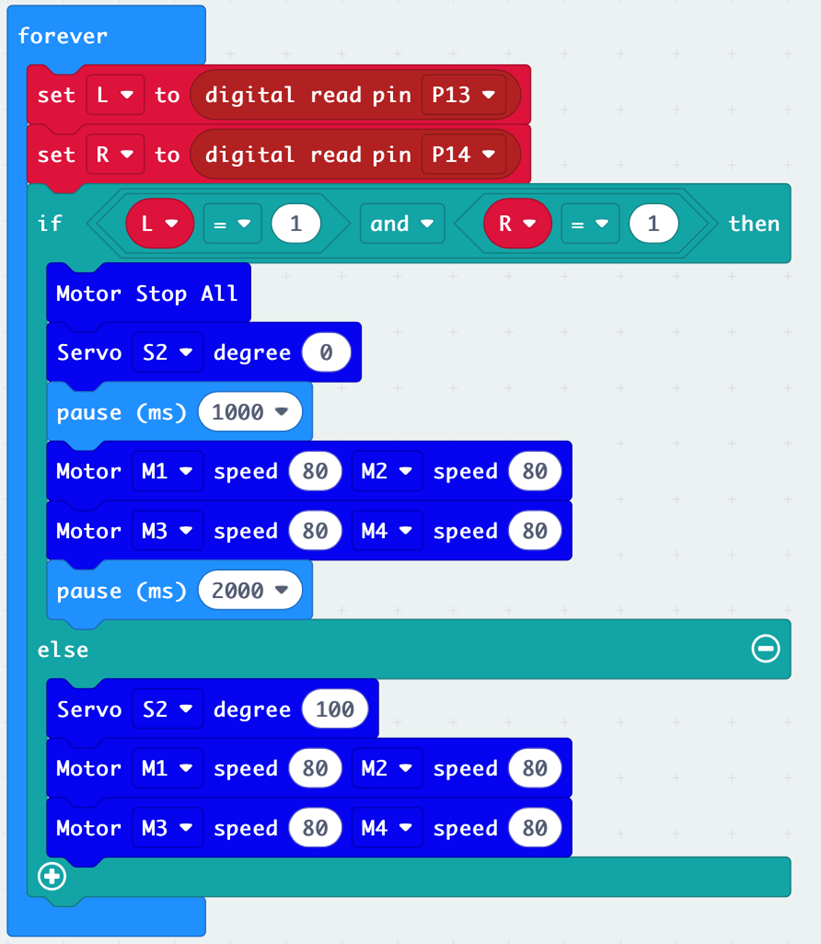 forever
set L to digital read pin P13
set R to digital read pin P14
if L = 1 and R = 1 then
Motor Stop All
Servo S2 degree 0
pause (ms) 1000
Motor M1 speed 80 M2 speed 80
Motor M3 speed 80 M4 speed 80
pause (ms) 2000
else
Servo S2 degree 100
Motor M1 speed 80 M2 speed 80
Motor M3 speed 80 M4 speed 80